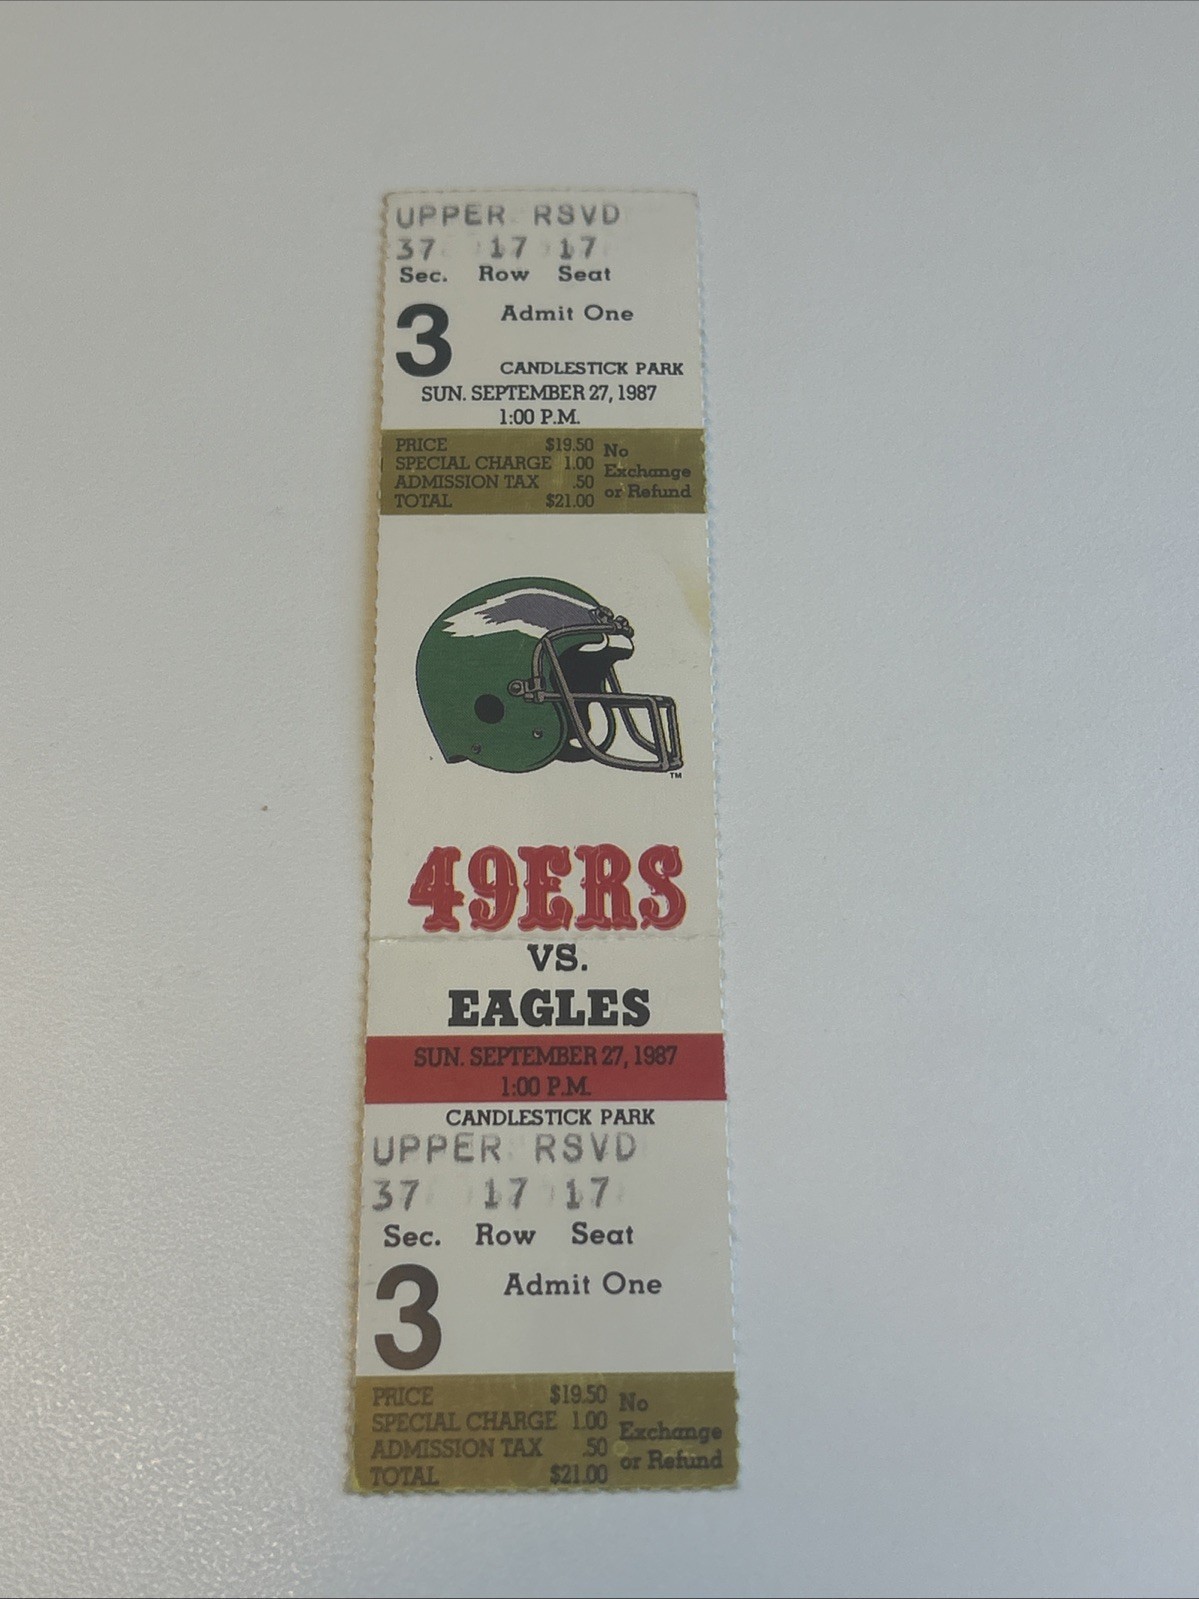 UPPER RSVD
37 17 17
Sec. Row Seat
3 Admit One
CANDLESTICK PARK
SUN. SEPTEMBER 27, 1987
1:00 P.M.
PRICE $19.50
SPECIAL CHARGE 1.00
ADMISSION TAX .50
TOTAL $21.00
No
Exchange
or Refund
TM
49ERS
VS.
EAGLES
SUN. SEPTEMBER 27, 1987
1:00 P.M.
CANDLESTICK PARK
UPPER RSVD
37 17 17
Sec. Row Seat
3 Admit One
PRICE $19.50
SPECIAL CHARGE 1.00
ADMISSION TAX .50
TOTAL $21.00
No
Exchange
or Refund